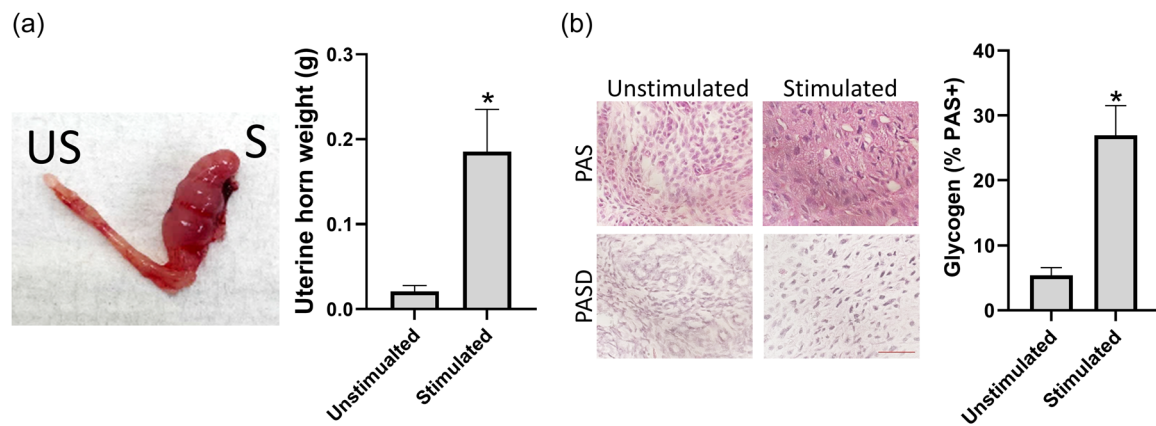 (a)
US
S
Uterine horn weight (g)
0.3
0.2
0.1
0.0
*
Unstimualted
Stimulated
(b)
Unstimulated
Stimulated
PAS
PASD
Glycogen (% PAS+)
40
30
20
10
0
*
Unstimulated
Stimulated